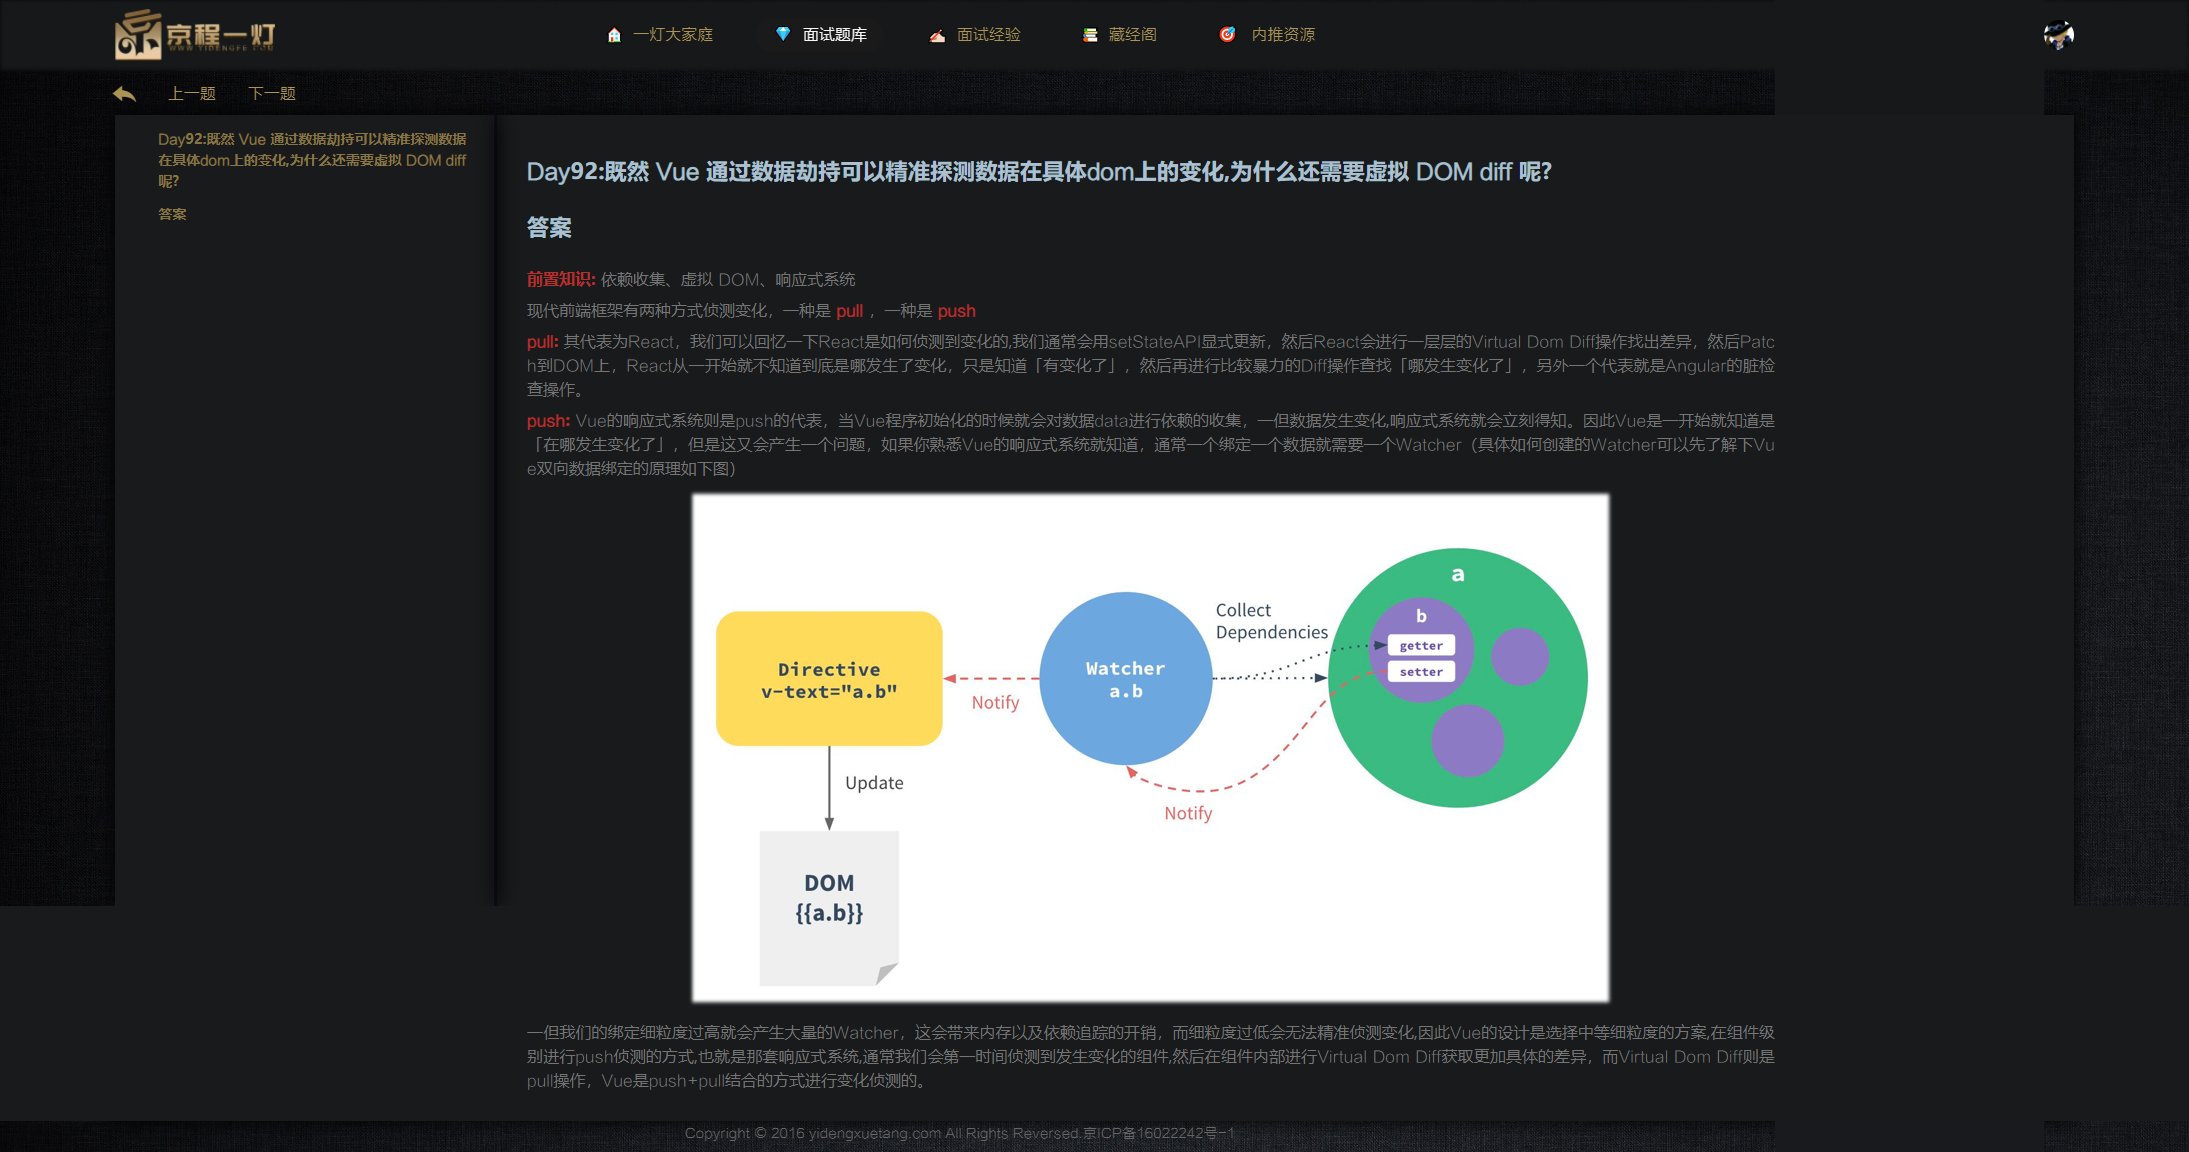 京程一灯
WWW.YIDENGFE.COM
一灯大家庭
面试题库
面试经验
藏经阁
内推资源
上一题
下一题
Day92:既然 Vue 通过数据劫持可以精准探测数据
在具体dom上的变化,为什么还需要虚拟 DOM diff
呢?
答案
Day92:既然 Vue 通过数据劫持可以精准探测数据在具体dom上的变化,为什么还需要虚拟 DOM diff 呢?
答案
前置知识: 依赖收集、虚拟 DOM、响应式系统
现代前端框架有两种方式侦测变化，一种是 pull ，一种是 push
pull: 其代表为React，我们可以回忆一下React是如何侦测到变化的,我们通常会用setStateAPI显式更新，然后React会进行一层层的Virtual Dom Diff操作找出差异，然后Patc
h到DOM上，React从一开始就不知道到底是哪发生了变化，只是知道「有变化了」，然后再进行比较暴力的Diff操作查找「哪发生变化了」，另外一个代表就是Angular的脏检
查操作。
push: Vue的响应式系统则是push的代表，当Vue程序初始化的时候就会对数据data进行依赖的收集，一但数据发生变化,响应式系统就会立刻得知。因此Vue是一开始就知道是
「在哪发生变化了」，但是这又会产生一个问题，如果你熟悉Vue的响应式系统就知道，通常一个绑定一个数据就需要一个Watcher（具体如何创建的Watcher可以先了解下Vu
e双向数据绑定的原理如下图）
a
Collect
Dependencies
b
getter
setter
Directive
v-text="a.b"
Watcher
a.b
Notify
Update
Notify
DOM
{{a.b}}
一但我们的绑定细粒度过高就会产生大量的Watcher，这会带来内存以及依赖追踪的开销，而细粒度过低会无法精准侦测变化,因此Vue的设计是选择中等细粒度的方案,在组件级
别进行push侦测的方式,也就是那套响应式系统,通常我们会第一时间侦测到发生变化的组件,然后在组件内部进行Virtual Dom Diff获取更加具体的差异，而Virtual Dom Diff则是
pull操作，Vue是push+pull结合的方式进行变化侦测的。
Copyright © 2016 yidengxuetang.com All Rights Reversed.京ICP备16022242号-1